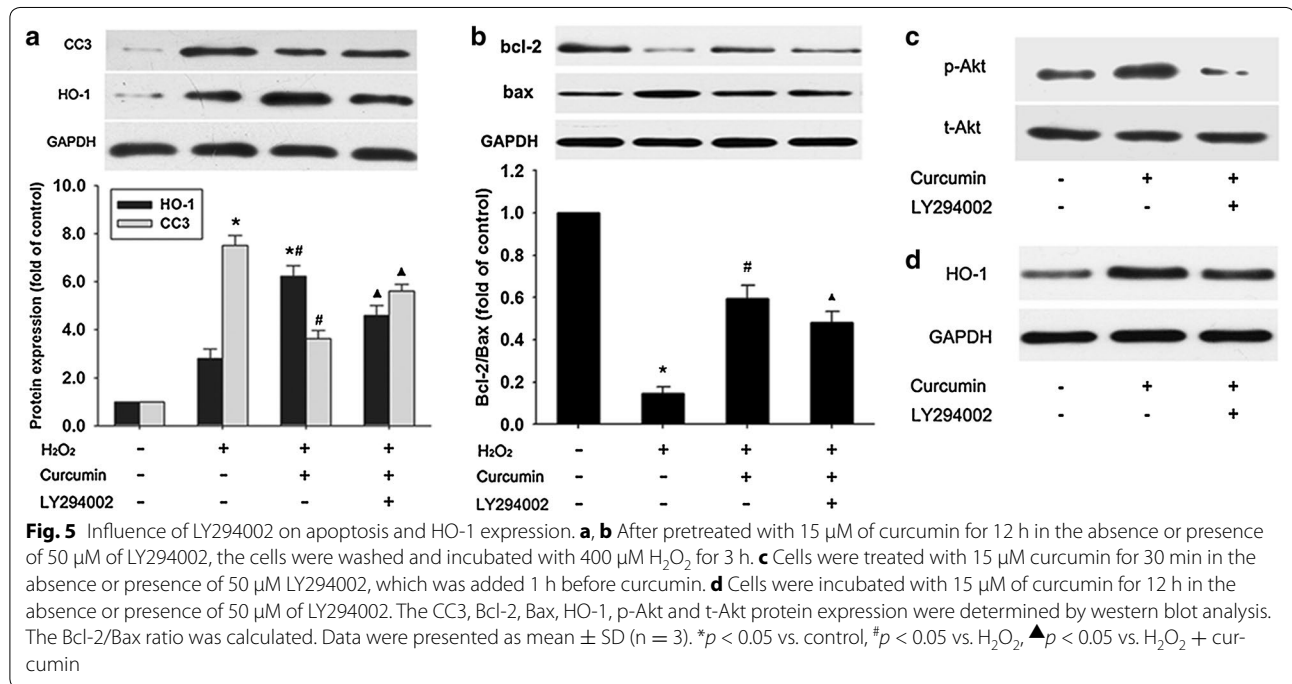 a
CC3
HO-1
GAPDH
10.0
8.0
6.0
4.0
2.0
0.0
Protein expression (fold of control)
HO-1
CC3
*
*#
#
▲
▲
H₂O₂ - + + +
Curcumin - - + +
LY294002 - - - +
b
bcl-2
bax
GAPDH
1.2
1.0
0.8
0.6
0.4
0.2
0.0
Bcl-2/Bax (fold of control)
*
#
▲
H₂O₂ - + + +
Curcumin - - + +
LY294002 - - - +
c
p-Akt
t-Akt
Curcumin - + +
LY294002 - - +
d
HO-1
GAPDH
Curcumin - + +
LY294002 - - +
Fig. 5 Influence of LY294002 on apoptosis and HO-1 expression. a, b After pretreated with 15 μM of curcumin for 12 h in the absence or presence
of 50 μM of LY294002, the cells were washed and incubated with 400 μM H₂O₂ for 3 h. c Cells were treated with 15 μM curcumin for 30 min in the
absence or presence of 50 μM LY294002, which was added 1 h before curcumin. d Cells were incubated with 15 μM of curcumin for 12 h in the
absence or presence of 50 μM of LY294002. The CC3, Bcl-2, Bax, HO-1, p-Akt and t-Akt protein expression were determined by western blot analysis.
The Bcl-2/Bax ratio was calculated. Data were presented as mean ± SD (n = 3). *p < 0.05 vs. control, #p < 0.05 vs. H₂O₂, ▲p < 0.05 vs. H₂O₂ + cur-
cumin